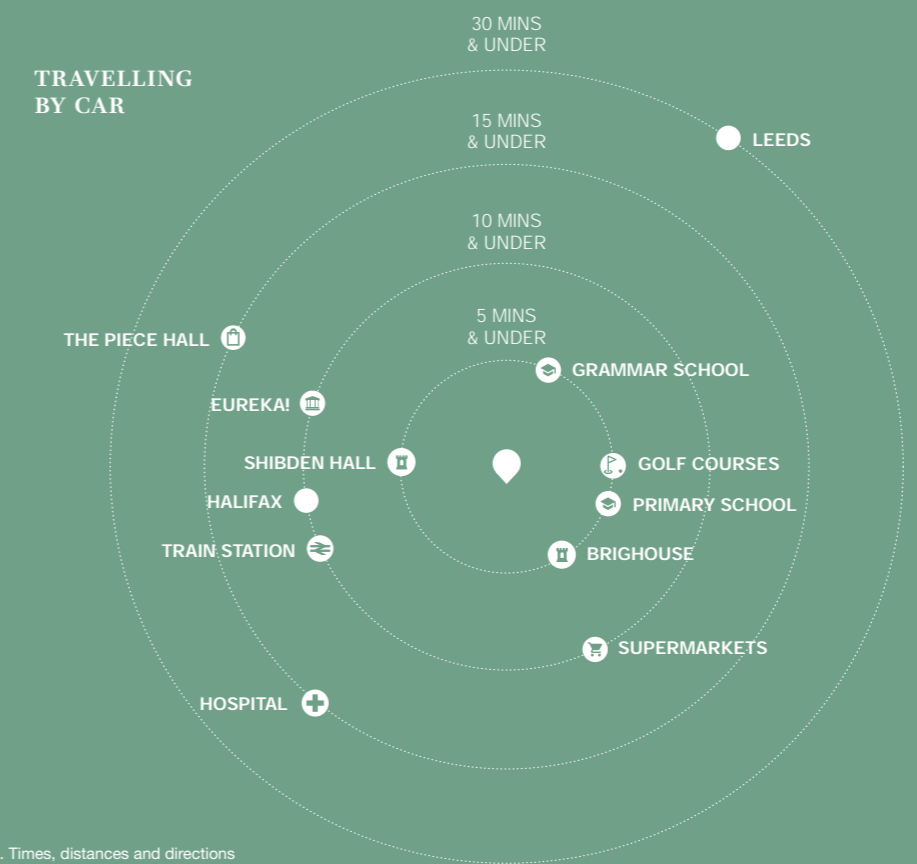 30 MINS
& UNDER
TRAVELLING
BY CAR
15 MINS
& UNDER
LEEDS
10 MINS
& UNDER
5 MINS
& UNDER
THE PIECE HALL
GRAMMAR SCHOOL
EUREKA!
SHIBDEN HALL
GOLF COURSES
HALIFAX
PRIMARY SCHOOL
TRAIN STATION
BRIGHOUSE
SUPERMARKETS
HOSPITAL
. Times, distances and directions